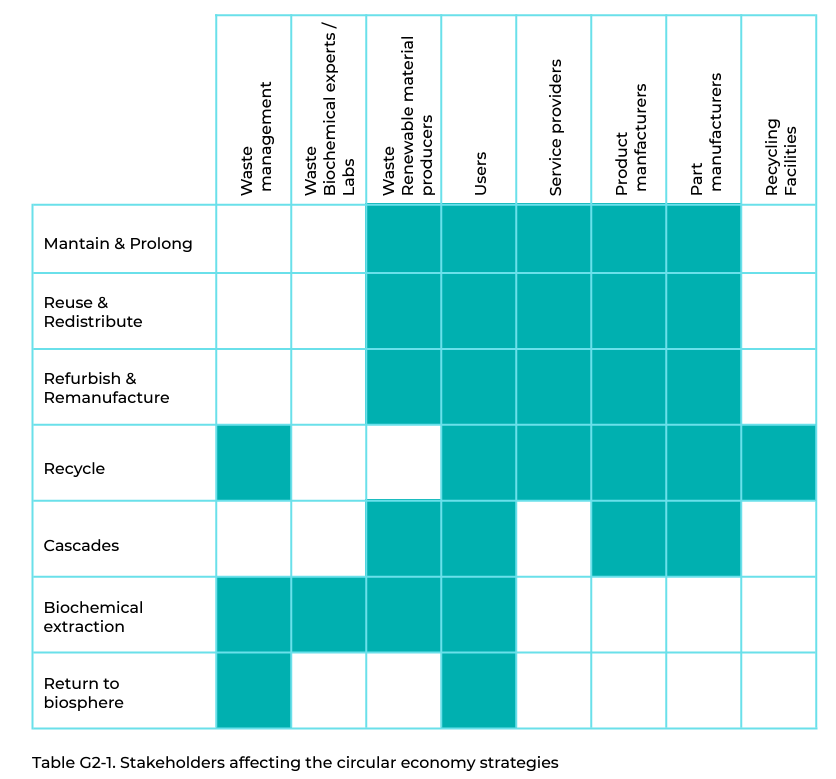 Waste
management
Waste
Biochemical experts /
Labs
Waste
Renewable material
producers
Users
Service providers
Product
manfacturers
Part
manufacturers
Recycling
Facilities
Mantain & Prolong
Reuse &
Redistribute
Refurbish &
Remanufacture
Recycle
Cascades
Biochemical
extraction
Return to
biosphere
Table G2-1. Stakeholders affecting the circular economy strategies